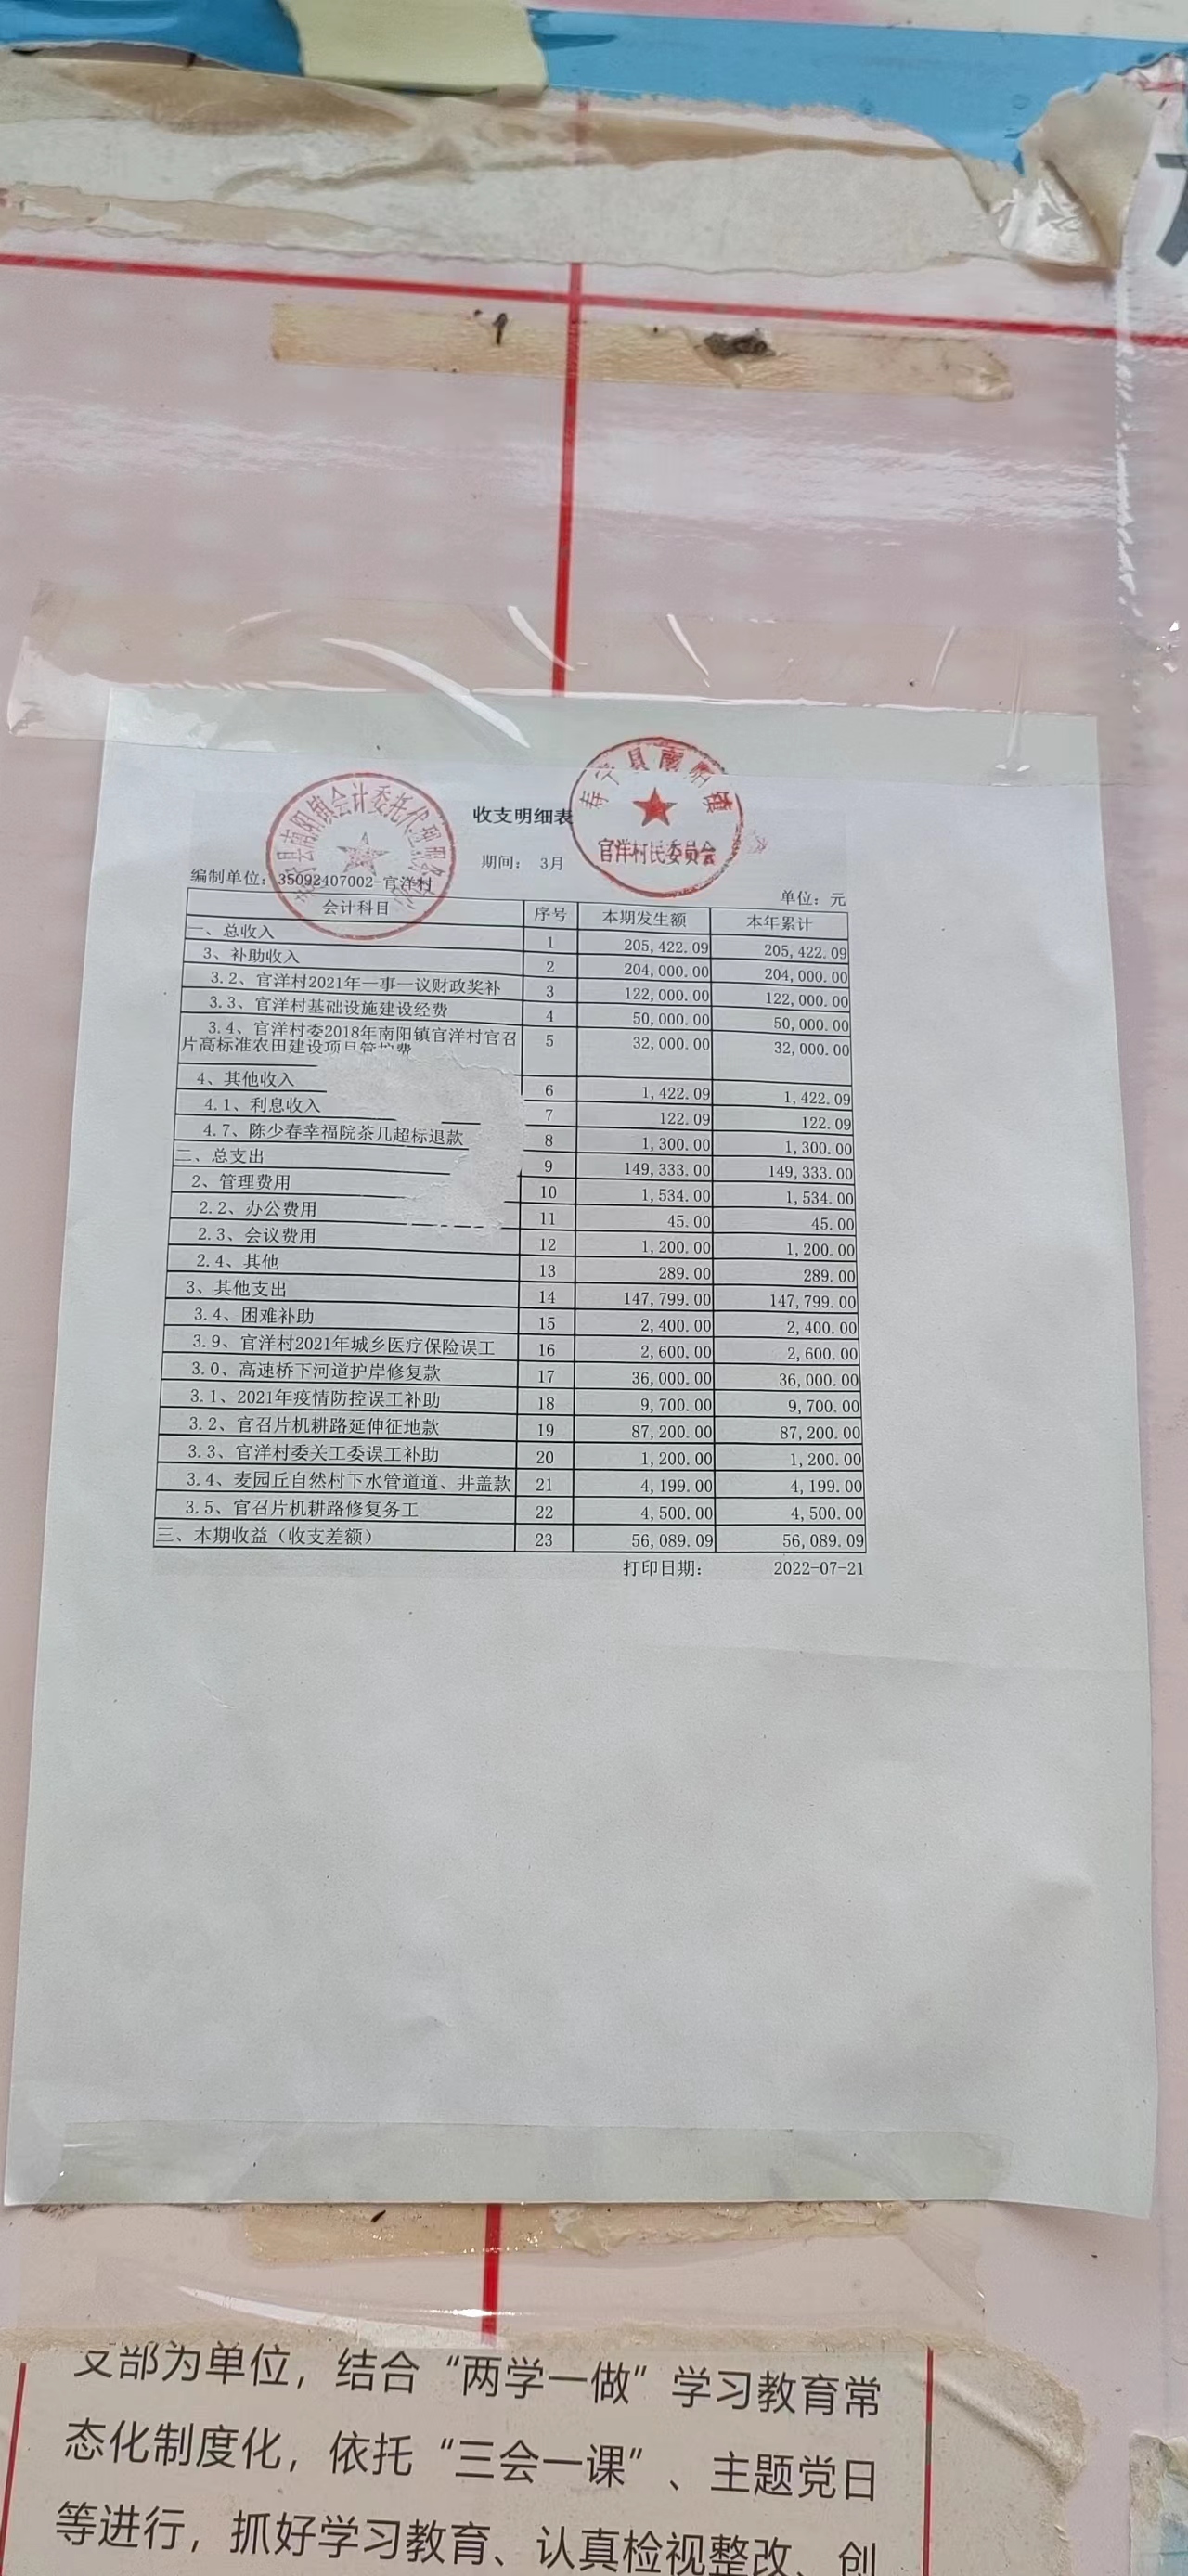 收支明细表
寿宁县南阳镇
官洋村民委员会
县南阳镇会计委托代理服务
期间： 3月
编制单位：35092407002-官洋村
单位：元
会计科目 序号 本期发生额 本年累计
一、总收入 1 205,422.09 205,422.09
3、补助收入 2 204,000.00 204,000.00
3.2、官洋村2021年一事一议财政奖补 3 122,000.00 122,000.00
3.3、官洋村基础设施建设经费 4 50,000.00 50,000.00
3.4、官洋村委2018年南阳镇官洋村官召
片高标准农田建设项目管护费 5 32,000.00 32,000.00
4、其他收入 6 1,422.09 1,422.09
4.1、利息收入 7 122.09 122.09
4.7、陈少春幸福院茶几超标退款 8 1,300.00 1,300.00
二、总支出 9 149,333.00 149,333.00
2、管理费用 10 1,534.00 1,534.00
2.2、办公费用 11 45.00 45.00
2.3、会议费用 12 1,200.00 1,200.00
2.4、其他 13 289.00 289.00
3、其他支出 14 147,799.00 147,799.00
3.4、困难补助 15 2,400.00 2,400.00
3.9、官洋村2021年城乡医疗保险误工 16 2,600.00 2,600.00
3.0、高速桥下河道护岸修复款 17 36,000.00 36,000.00
3.1、2021年疫情防控误工补助 18 9,700.00 9,700.00
3.2、官召片机耕路延伸征地款 19 87,200.00 87,200.00
3.3、官洋村委关工委误工补助 20 1,200.00 1,200.00
3.4、麦园丘自然村下水管道道、井盖款 21 4,199.00 4,199.00
3.5、官召片机耕路修复务工 22 4,500.00 4,500.00
三、本期收益（收支差额） 23 56,089.09 56,089.09
打印日期： 2022-07-21
支部为单位，结合“两学一做”学习教育常
态化制度化，依托“三会一课”、主题党日
等进行，抓好学习教育、认真检视整改、创